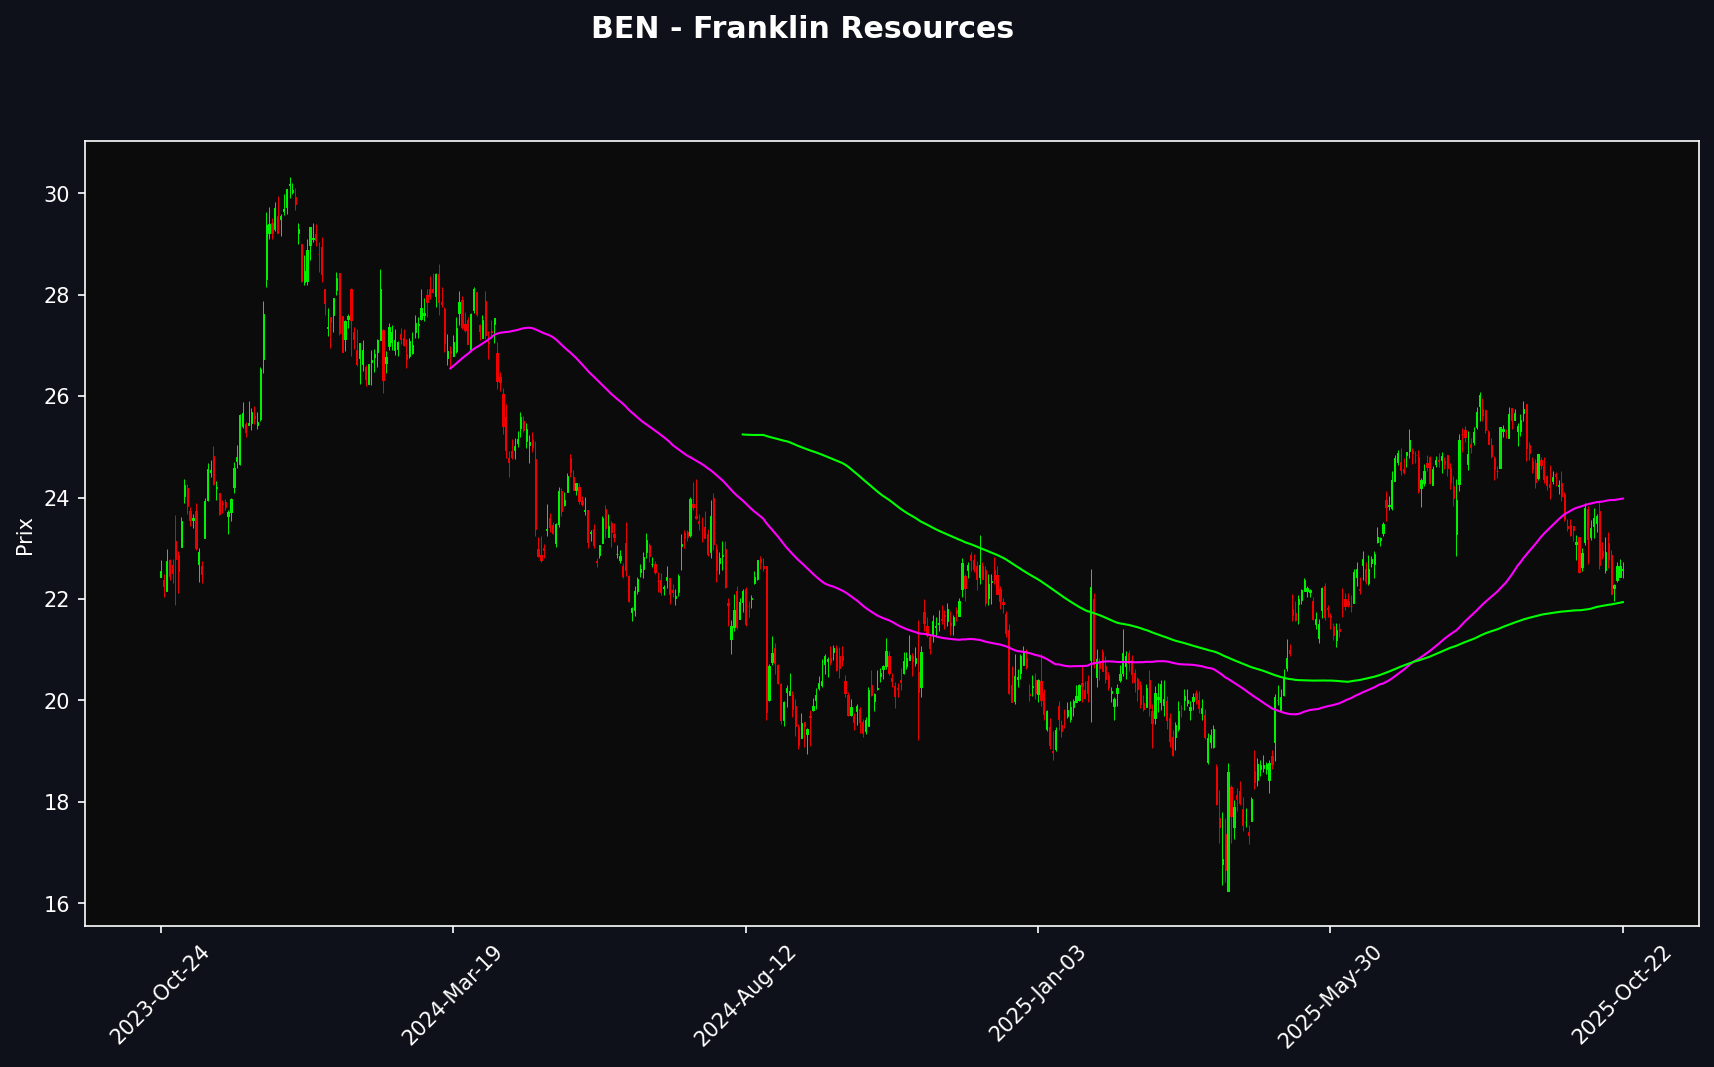 BEN - Franklin Resources
Prix
30
28
26
24
22
20
18
16
2023-Oct-24
2024-Mar-19
2024-Aug-12
2025-Jan-03
2025-May-30
2025-Oct-22